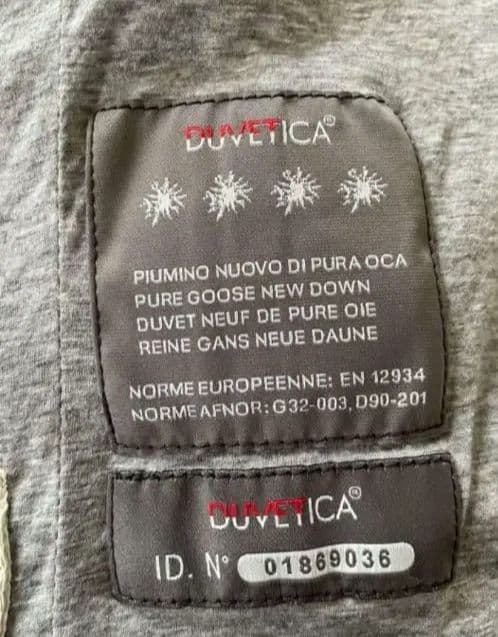 DUVETICA®
PIUMINO NUOVO DI PURA OCA
PURE GOOSE NEW DOWN
DUVET NEUF DE PURE OIE
REINE GANS NEUE DAUNE
NORME EUROPEENNE: EN 12934
NORME AFNOR: G32-003, D90-201
DUVETICA®
ID. N° 01869036